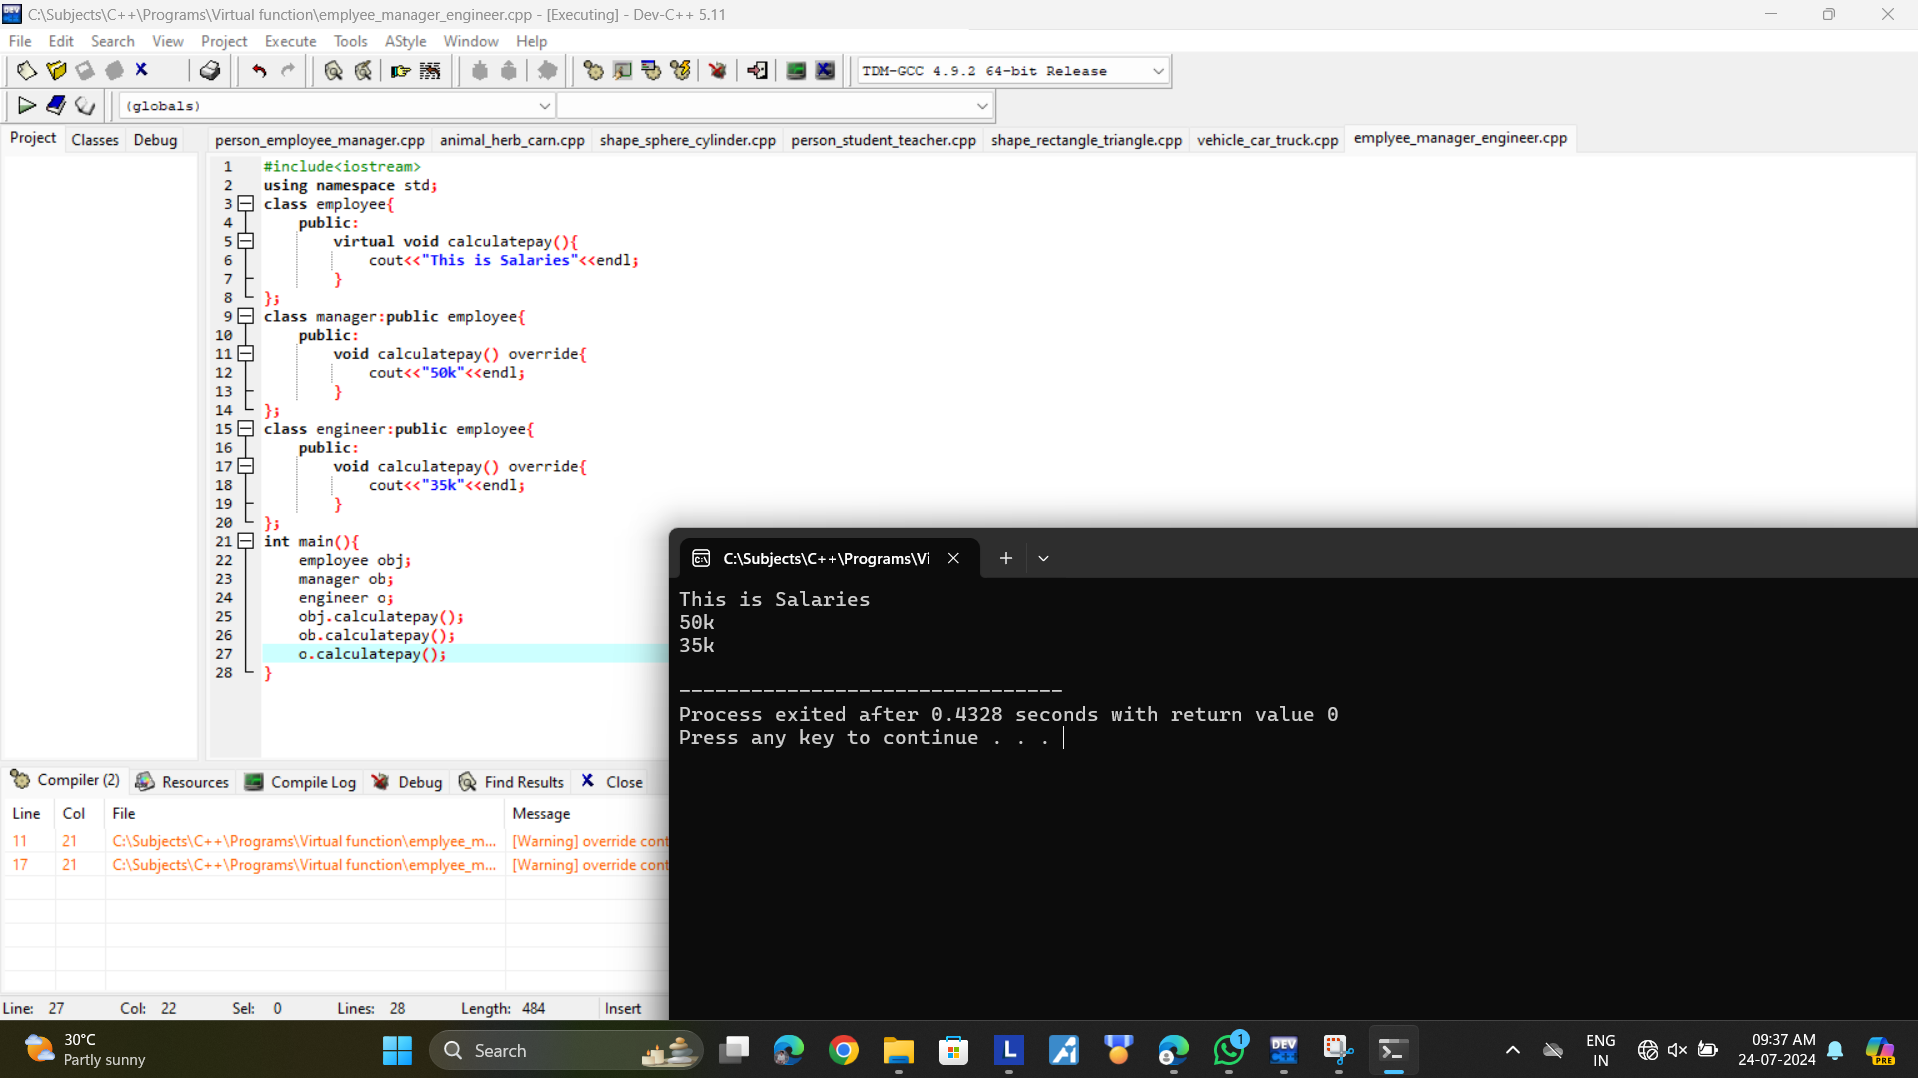 C:\Subjects\C++\Programs\Virtual function\emplyee_manager_engineer.cpp - [Executing] - Dev-C++ 5.11
File Edit Search View Project Execute Tools AStyle Window Help
TDM-GCC 4.9.2 64-bit Release
(globals)
Project Classes Debug person_employee_manager.cpp animal_herb_carn.cpp shape_sphere_cylinder.cpp person_student_teacher.cpp shape_rectangle_triangle.cpp vehicle_car_truck.cpp emplyee_manager_engineer.cpp
1 #include<iostream>
2 using namespace std;
3 class employee{
4 public:
5 virtual void calculatepay(){
6 cout<<"This is Salaries"<<endl;
7 }
8 };
9 class manager:public employee{
10 public:
11 void calculatepay() override{
12 cout<<"50k"<<endl;
13 }
14 };
15 class engineer:public employee{
16 public:
17 void calculatepay() override{
18 cout<<"35k"<<endl;
19 }
20 };
21 int main(){
22 employee obj;
23 manager ob;
24 engineer o;
25 obj.calculatepay();
26 ob.calculatepay();
27 o.calculatepay();
28 }
C:\Subjects\C++\Programs\Vi
This is Salaries
50k
35k
--------------------------------
Process exited after 0.4328 seconds with return value 0
Press any key to continue . . .
Compiler (2) Resources Compile Log Debug Find Results Close
Line Col File Message
11 21 C:\Subjects\C++\Programs\Virtual function\emplyee_m... [Warning] override cont
17 21 C:\Subjects\C++\Programs\Virtual function\emplyee_m... [Warning] override cont
Line: 27 Col: 22 Sel: 0 Lines: 28 Length: 484 Insert
30°C
Partly sunny
Search
L
1
DEV
ENG
IN
09:37 AM
24-07-2024
PRE